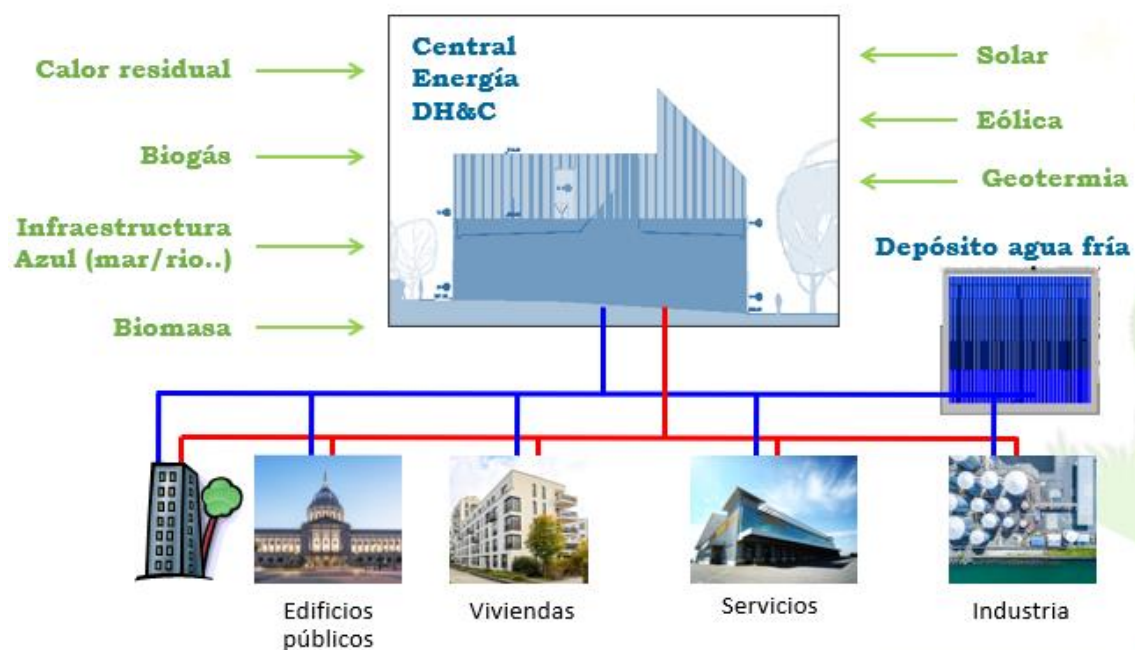 Central
Energía
DH&C
Calor residual
Biogás
Infraestructura
Azul (mar/rio..)
Biomasa
Solar
Eólica
Geotermia
Depósito agua fría
Edificios
públicos
Viviendas
Servicios
Industria